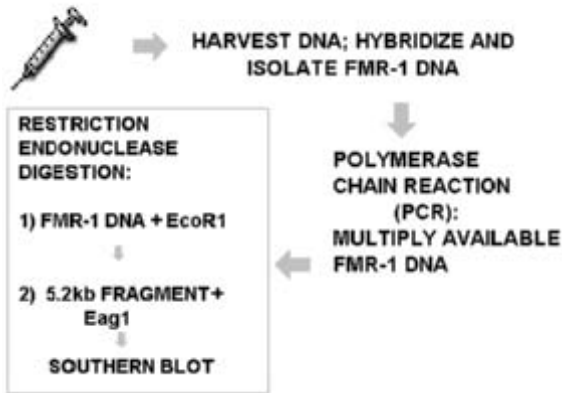 HARVEST DNA; HYBRIDIZE AND
ISOLATE FMR-1 DNA
POLYMERASE
CHAIN REACTION
(PCR):
MULTIPLY AVAILABLE
FMR-1 DNA
RESTRICTION
ENDONUCLEASE
DIGESTION:
1) FMR-1 DNA + EcoR1
2) 5.2kb FRAGMENT+
Eag1
SOUTHERN BLOT